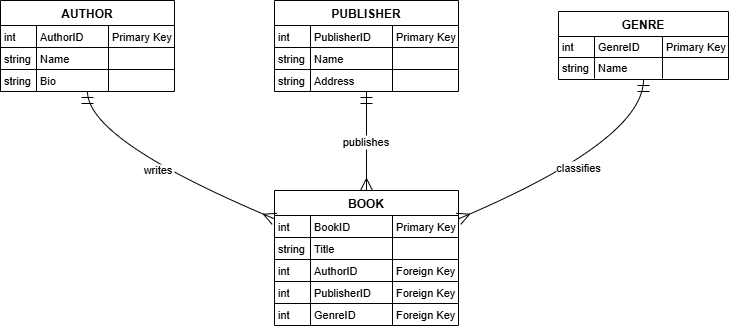 AUTHOR
int AuthorID Primary Key
string Name
string Bio
PUBLISHER
int PublisherID Primary Key
string Name
string Address
GENRE
int GenreID Primary Key
string Name
writes
publishes
classifies
BOOK
int BookID Primary Key
string Title
int AuthorID Foreign Key
int PublisherID Foreign Key
int GenreID Foreign Key